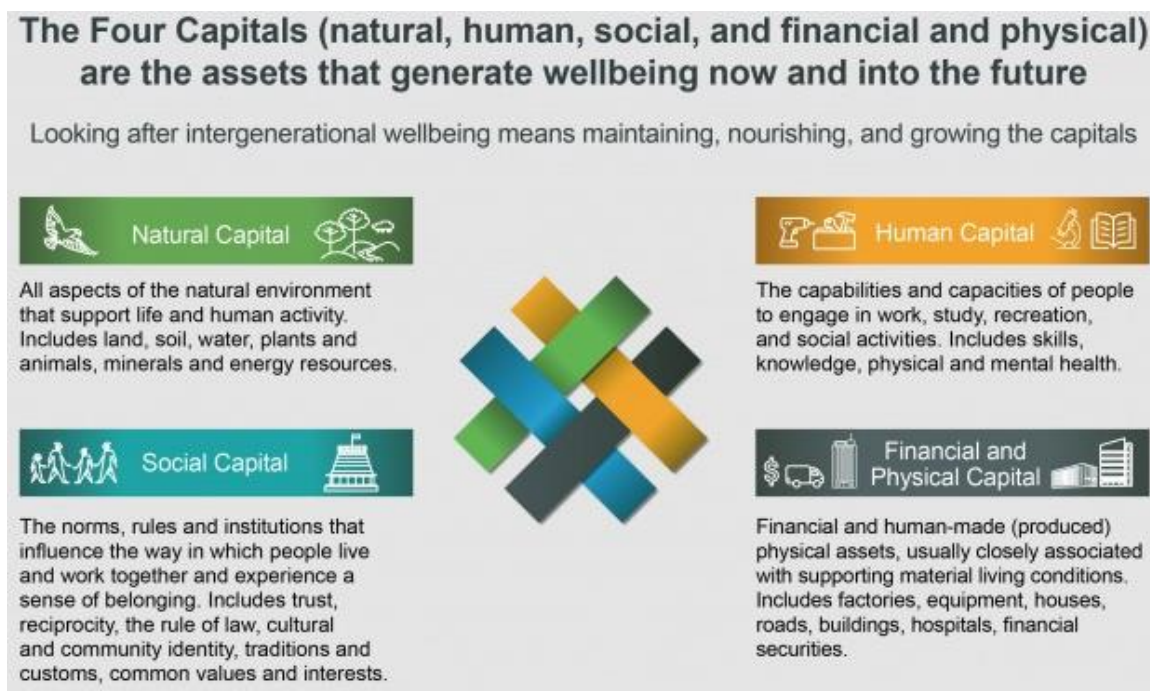 The Four Capitals (natural, human, social, and financial and physical)
are the assets that generate wellbeing now and into the future
Looking after intergenerational wellbeing means maintaining, nourishing, and growing the capitals
Natural Capital
All aspects of the natural environment
that support life and human activity.
Includes land, soil, water, plants and
animals, minerals and energy resources.
Human Capital
The capabilities and capacities of people
to engage in work, study, recreation,
and social activities. Includes skills,
knowledge, physical and mental health.
Social Capital
The norms, rules and institutions that
influence the way in which people live
and work together and experience a
sense of belonging. Includes trust,
reciprocity, the rule of law, cultural
and community identity, traditions and
customs, common values and interests.
$
Financial and
Physical Capital
Financial and human-made (produced)
physical assets, usually closely associated
with supporting material living conditions.
Includes factories, equipment, houses,
roads, buildings, hospitals, financial
securities.